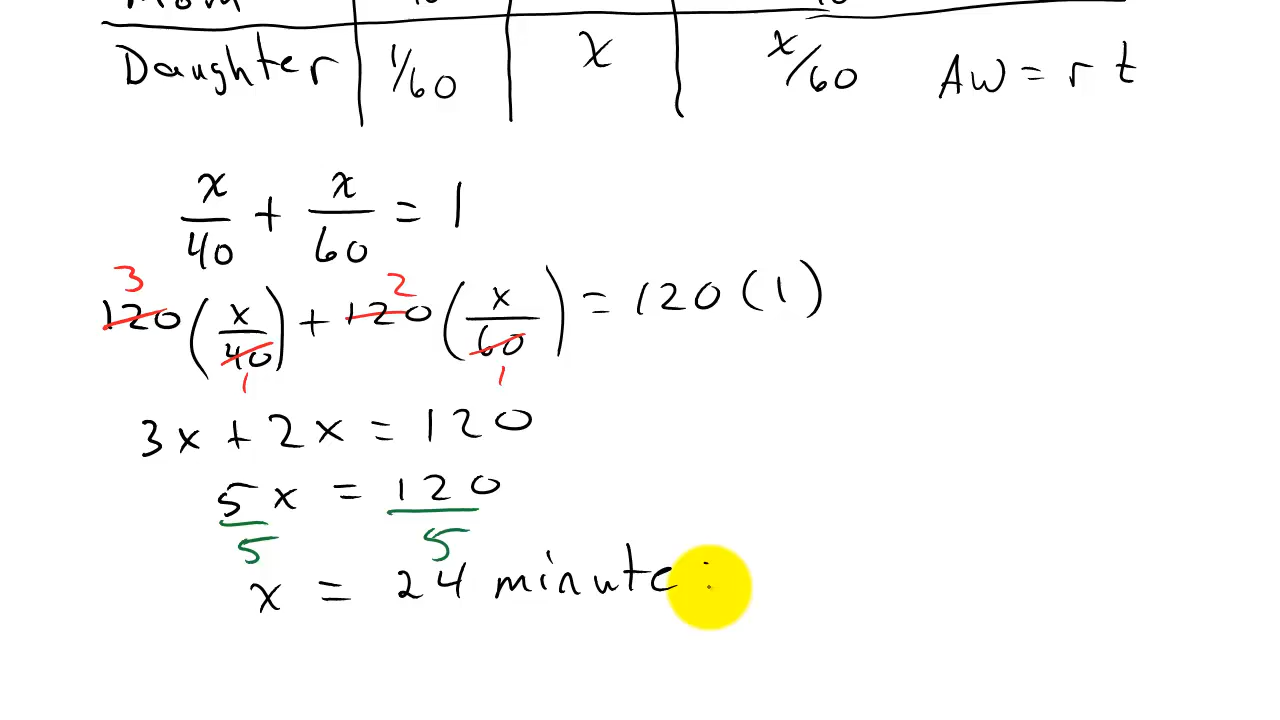 Daughter 1/60 x x/60 AW = r t
x/40 + x/60 = 1
3 2
120(x/40) + 120(x/60) = 120(1)
1 1
3x + 2x = 120
5x = 120
5 5
x = 24 minute